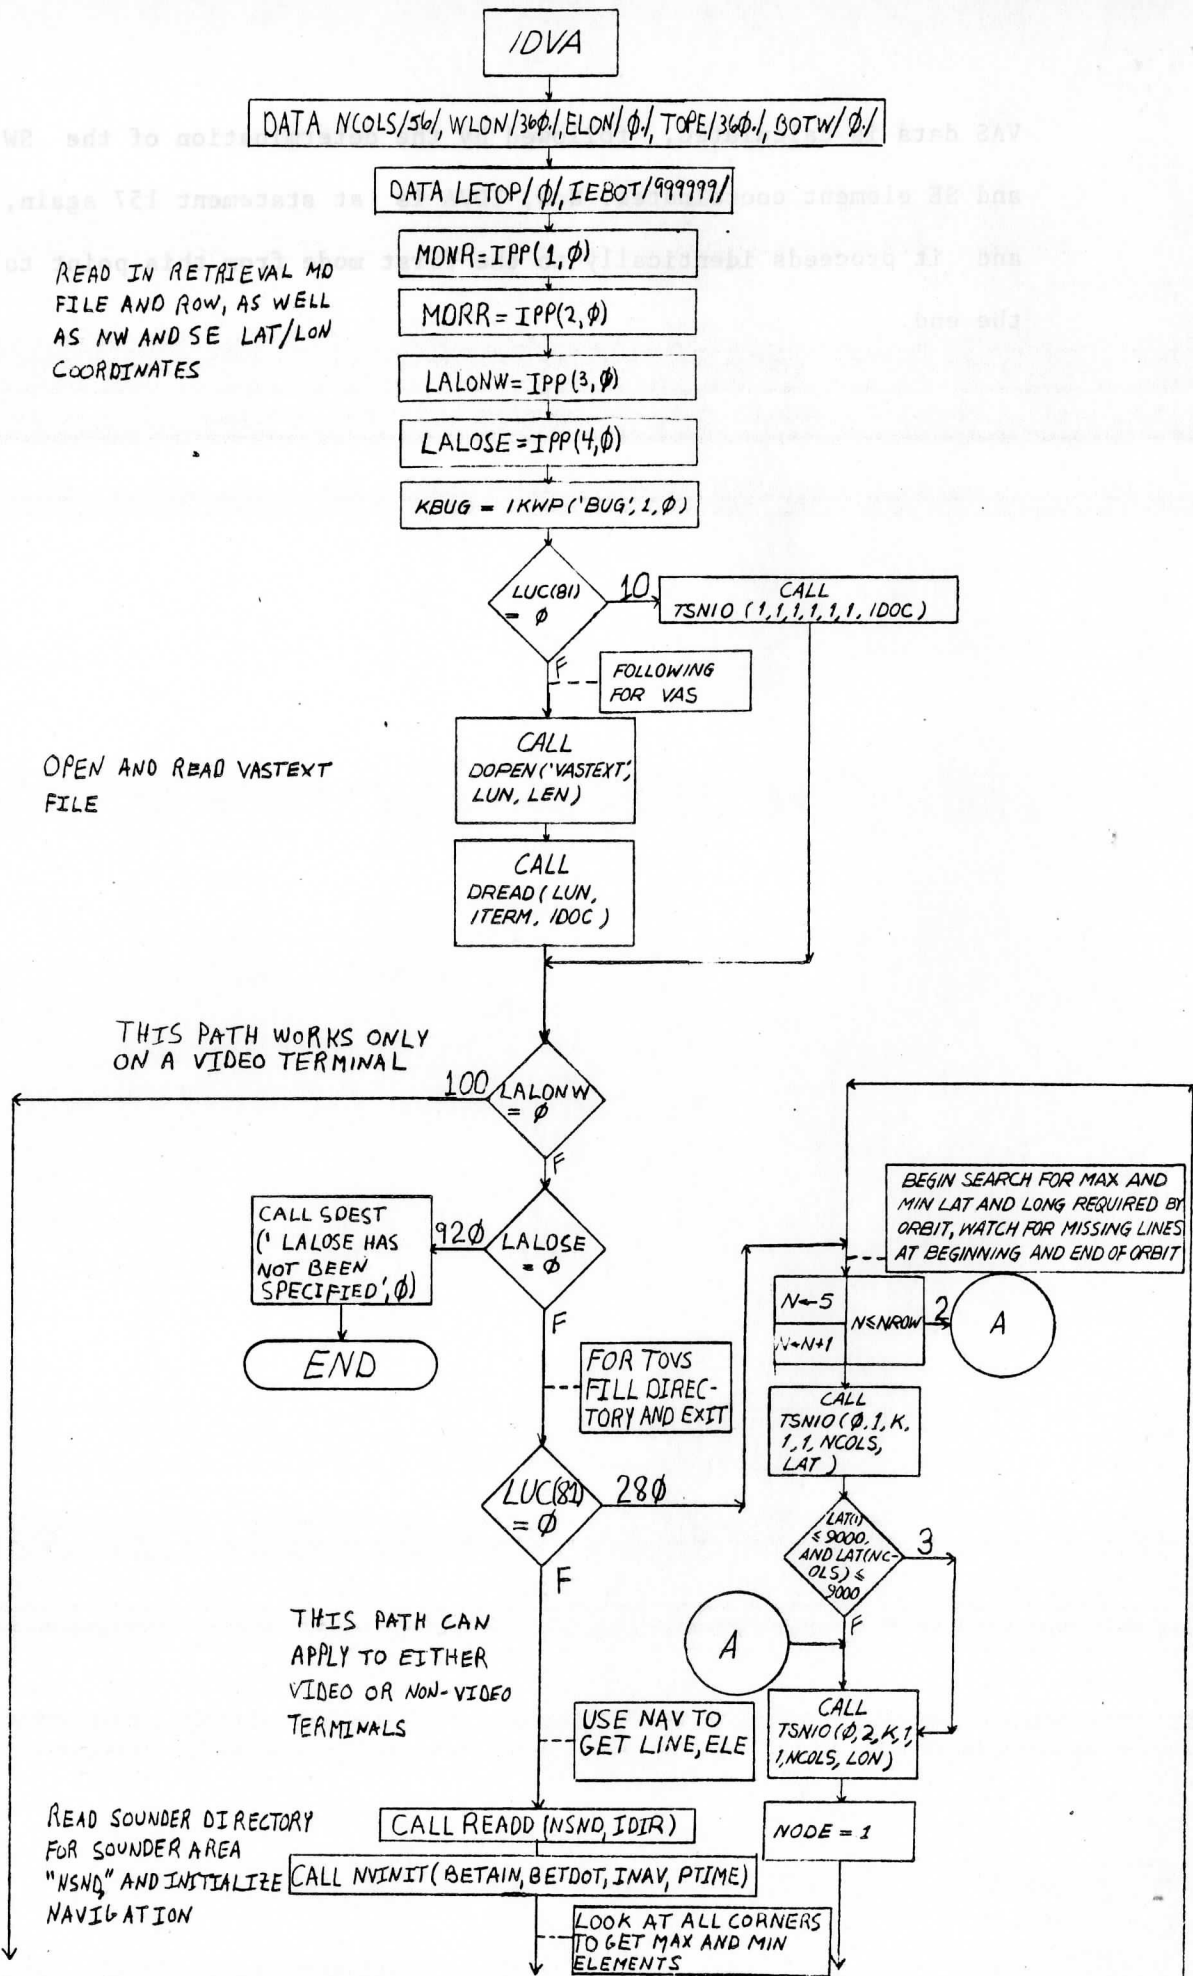 IDVA
DATA NCOLS/56/, WLON/360./, ELON/0./, TOPE/360./, BOTW/0./
DATA LETOP/0/, IEBOT/999999/
READ IN RETRIEVAL MD
FILE AND ROW, AS WELL
AS NW AND SE LAT/LON
COORDINATES
MDNR=IPP(1,0)
MDRR=IPP(2,0)
LALONW=IPP(3,0)
LALOSE=IPP(4,0)
KBUG = IKWP('BUG',1,0)
LUC(81)
= 0
10
CALL
TSNIO (1,1,1,1,1,1,IDOC)
F
FOLLOWING
FOR VAS
OPEN AND READ VASTEXT
FILE
CALL
DOPEN('VASTEXT',
LUN, LEN)
CALL
DREAD(LUN,
ITERM, IDOC)
THIS PATH WORKS ONLY
ON A VIDEO TERMINAL
100
LALONW
= 0
F
CALL SDEST
(' LALOSE HAS
NOT BEEN
SPECIFIED',0)
920
LALOSE
= 0
END
F
FOR TOVS
FILL DIREC-
TORY AND EXIT
LUC(81)
= 0
280
F
BEGIN SEARCH FOR MAX AND
MIN LAT AND LONG REQUIRED BY
ORBIT, WATCH FOR MISSING LINES
AT BEGINNING AND END OF ORBIT
N←5
N←N+1
N≤NROW
2
A
CALL
TSNIO(0,1,K,
1,1,NCOLS,
LAT)
LAT(1)
≤ 9000.
AND LAT(NC-
OLS) ≤
9000
3
F
A
CALL
TSNIO(0,2,K,1,
1,NCOLS, LON)
NODE = 1
THIS PATH CAN
APPLY TO EITHER
VIDEO OR NON-VIDEO
TERMINALS
USE NAV TO
GET LINE, ELE
READ SOUNDER DIRECTORY
FOR SOUNDER AREA
"NSND," AND INITIALIZE
NAVIGATION
CALL READD (NSND, IDIR)
CALL NVINIT(BETAIN, BETDOT, INAV, PTIME)
LOOK AT ALL CORNERS
TO GET MAX AND MIN
ELEMENTS